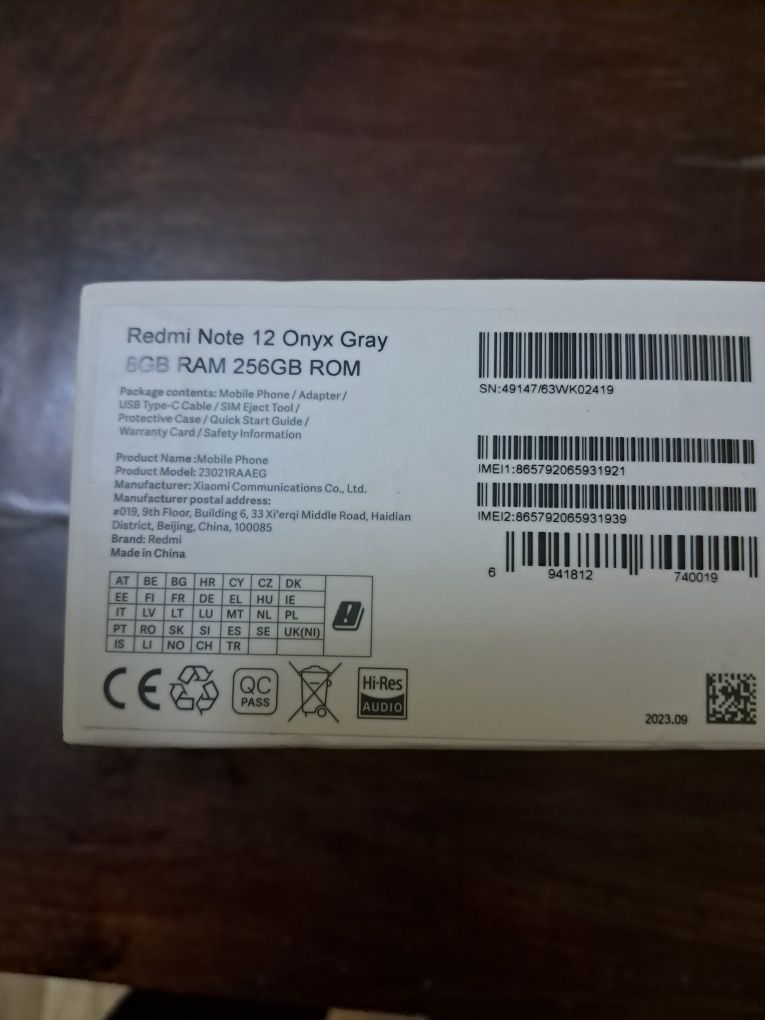 Redmi Note 12 Onyx Gray
8GB RAM 256GB ROM
Package contents: Mobile Phone / Adapter /
USB Type-C Cable / SIM Eject Tool /
Protective Case / Quick Start Guide /
Warranty Card / Safety Information
Product Name :Mobile Phone
Product Model: 23021RAAEG
Manufacturer: Xiaomi Communications Co., Ltd.
Manufacturer postal address:
#019, 9th Floor, Building 6, 33 Xi'erqi Middle Road, Haidian
District, Beijing, China, 100085
Brand: Redmi
Made in China
AT BE BG HR CY CZ DK
EE FI FR DE EL HU IE
IT LV LT LU MT NL PL
PT RO SK SI ES SE UK(NI)
IS LI NO CH TR
CE
QC
PASS
Hi-Res
AUDIO
SN:49147/63WK02419
IMEI1:865792065931921
IMEI2:865792065931939
6 941812 740019
2023.09